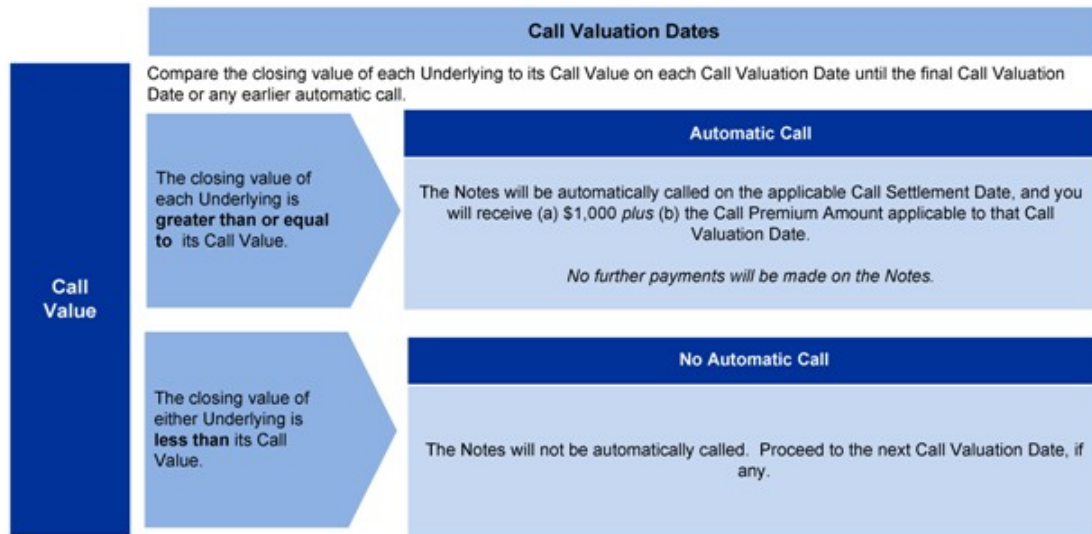 Call Valuation Dates
Compare the closing value of each Underlying to its Call Value on each Call Valuation Date until the final Call Valuation
Date or any earlier automatic call.
Call
Value
The closing value of
each Underlying is
greater than or equal
to its Call Value.
Automatic Call
The Notes will be automatically called on the applicable Call Settlement Date, and you
will receive (a) $1,000 plus (b) the Call Premium Amount applicable to that Call
Valuation Date.
No further payments will be made on the Notes.
The closing value of
either Underlying is
less than its Call
Value.
No Automatic Call
The Notes will not be automatically called. Proceed to the next Call Valuation Date, if
any.